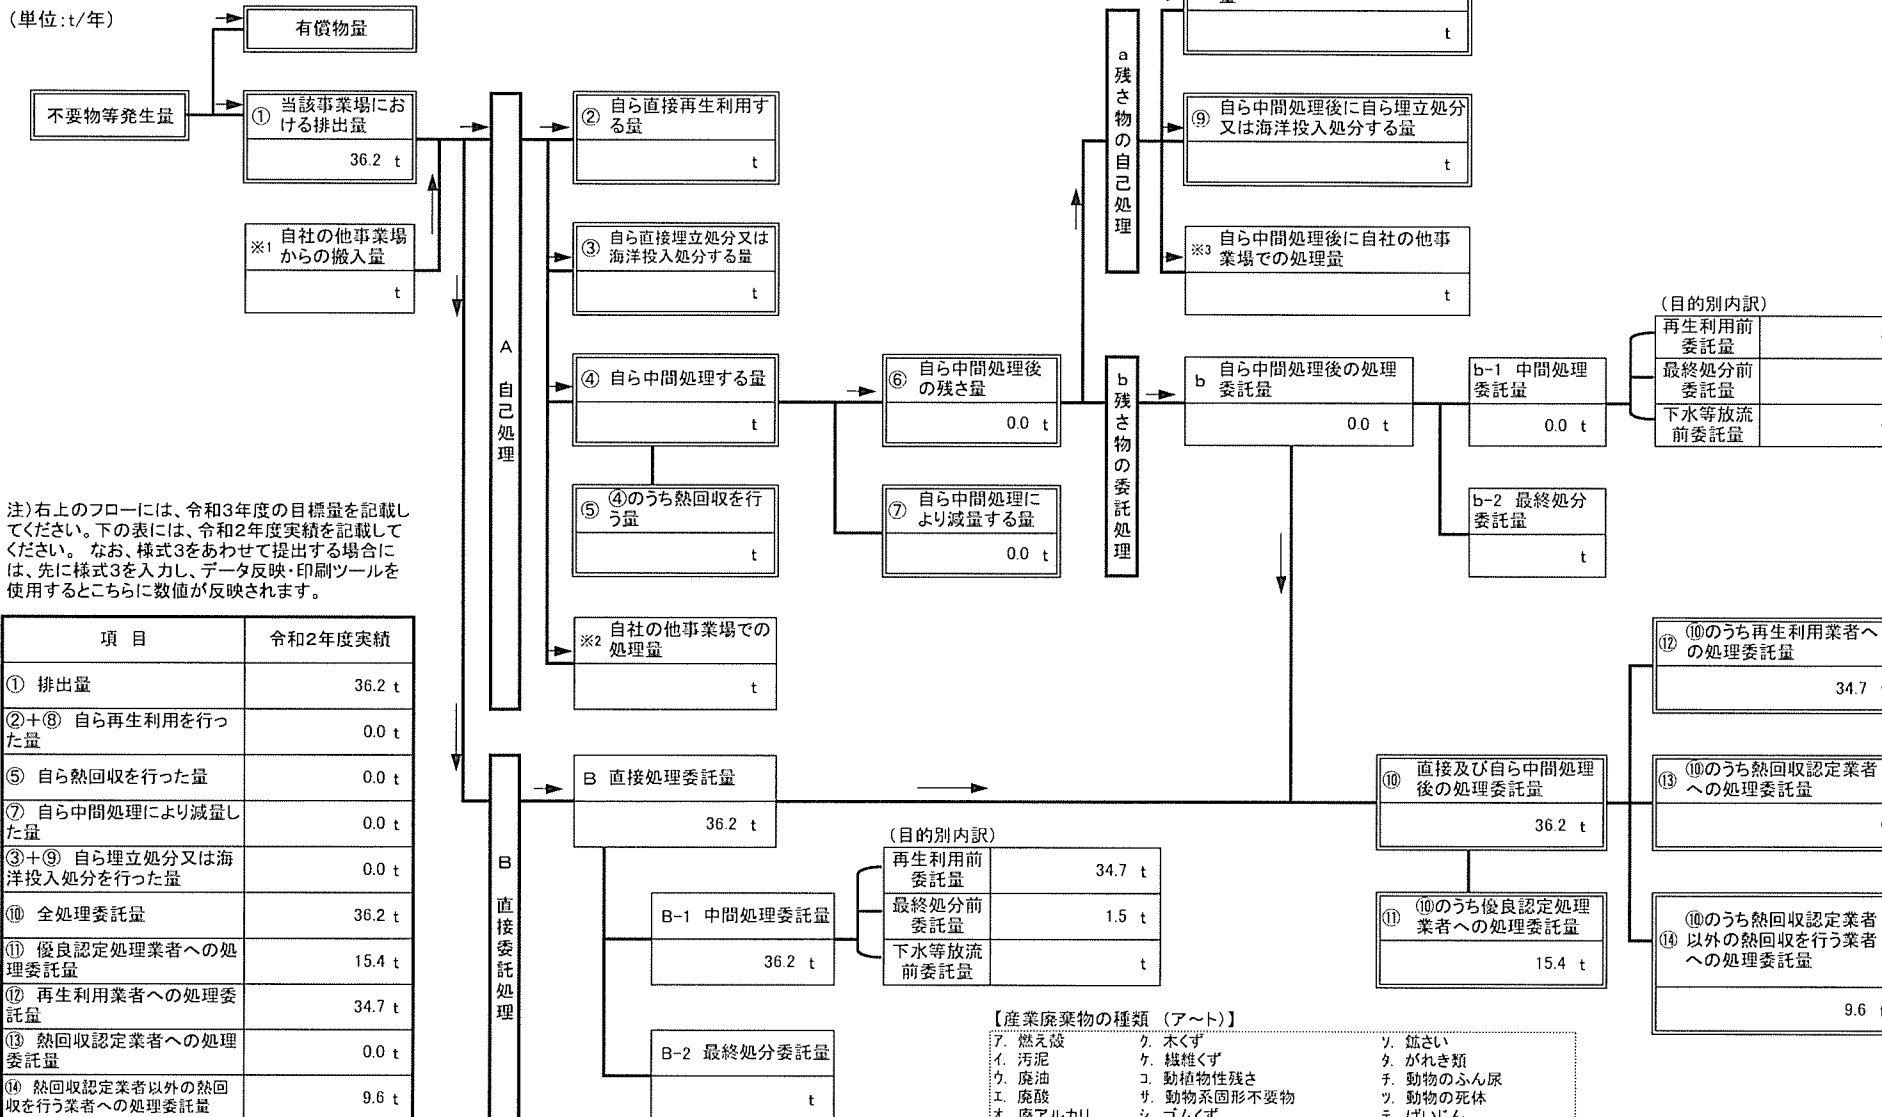 (単位:t/年)
有償物量
不要物等発生量
① 当該事業場にお
ける排出量
36.2 t
※1 自社の他事業場
からの搬入量
t
A 自己処理
② 自ら直接再生利用す
る量
t
③ 自ら直接埋立処分又は
海洋投入処分する量
t
④ 自ら中間処理する量
t
⑤ ④のうち熱回収を行
う量
t
※2 自社の他事業場での
処理量
t
⑥ 自ら中間処理後
の残さ量
0.0 t
⑦ 自ら中間処理に
より減量する量
0.0 t
a 残さ物の自己処理
量
t
⑨ 自ら中間処理後に自ら埋立処分
又は海洋投入処分する量
t
※3 自ら中間処理後に自社の他事
業場での処理量
t
b 残さ物の委託処理
b 自ら中間処理後の処理
委託量
0.0 t
b-1 中間処理
委託量
0.0 t
(目的別内訳)
再生利用前
委託量
最終処分前
委託量
下水等放流
前委託量
b-2 最終処分
委託量
t
注)右上のフローには、令和3年度の目標量を記載し
てください。下の表には、令和2年度実績を記載して
ください。 なお、様式3をあわせて提出する場合に
は、先に様式3を入力し、データ反映・印刷ツールを
使用するとこちらに数値が反映されます。
項 目 令和2年度実績
① 排出量 36.2 t
②+⑧ 自ら再生利用を行っ
た量 0.0 t
⑤ 自ら熱回収を行った量 0.0 t
⑦ 自ら中間処理により減量し
た量 0.0 t
③+⑨ 自ら埋立処分又は海
洋投入処分を行った量 0.0 t
⑩ 全処理委託量 36.2 t
⑪ 優良認定処理業者への処
理委託量 15.4 t
⑫ 再生利用業者への処理委
託量 34.7 t
⑬ 熱回収認定業者への処理
委託量 0.0 t
⑭ 熱回収認定業者以外の熱回
収を行う業者への処理委託量 9.6 t
B 直接委託処理
B 直接処理委託量
36.2 t
B-1 中間処理委託量
36.2 t
(目的別内訳)
再生利用前
委託量 34.7 t
最終処分前
委託量 1.5 t
下水等放流
前委託量 t
B-2 最終処分委託量
t
⑩ 直接及び自ら中間処理
後の処理委託量
36.2 t
⑪ ⑩のうち優良認定処理
業者への処理委託量
15.4 t
⑫ ⑩のうち再生利用業者へ
の処理委託量
34.7
⑬ ⑩のうち熱回収認定業者
への処理委託量
⑭ ⑩のうち熱回収認定業者
以外の熱回収を行う業者
への処理委託量
9.6 t
【産業廃棄物の種類 (ア~ト)】
ア. 燃え殻 ク. 木くず ソ. 鉱さい
イ. 汚泥 ケ. 繊維くず タ. がれき類
ウ. 廃油 コ. 動植物性残さ チ. 動物のふん尿
エ. 廃酸 サ. 動物系固形不要物 ツ. 動物の死体
オ. 廃アルカリ シ. ゴムくず テ. ばいじん